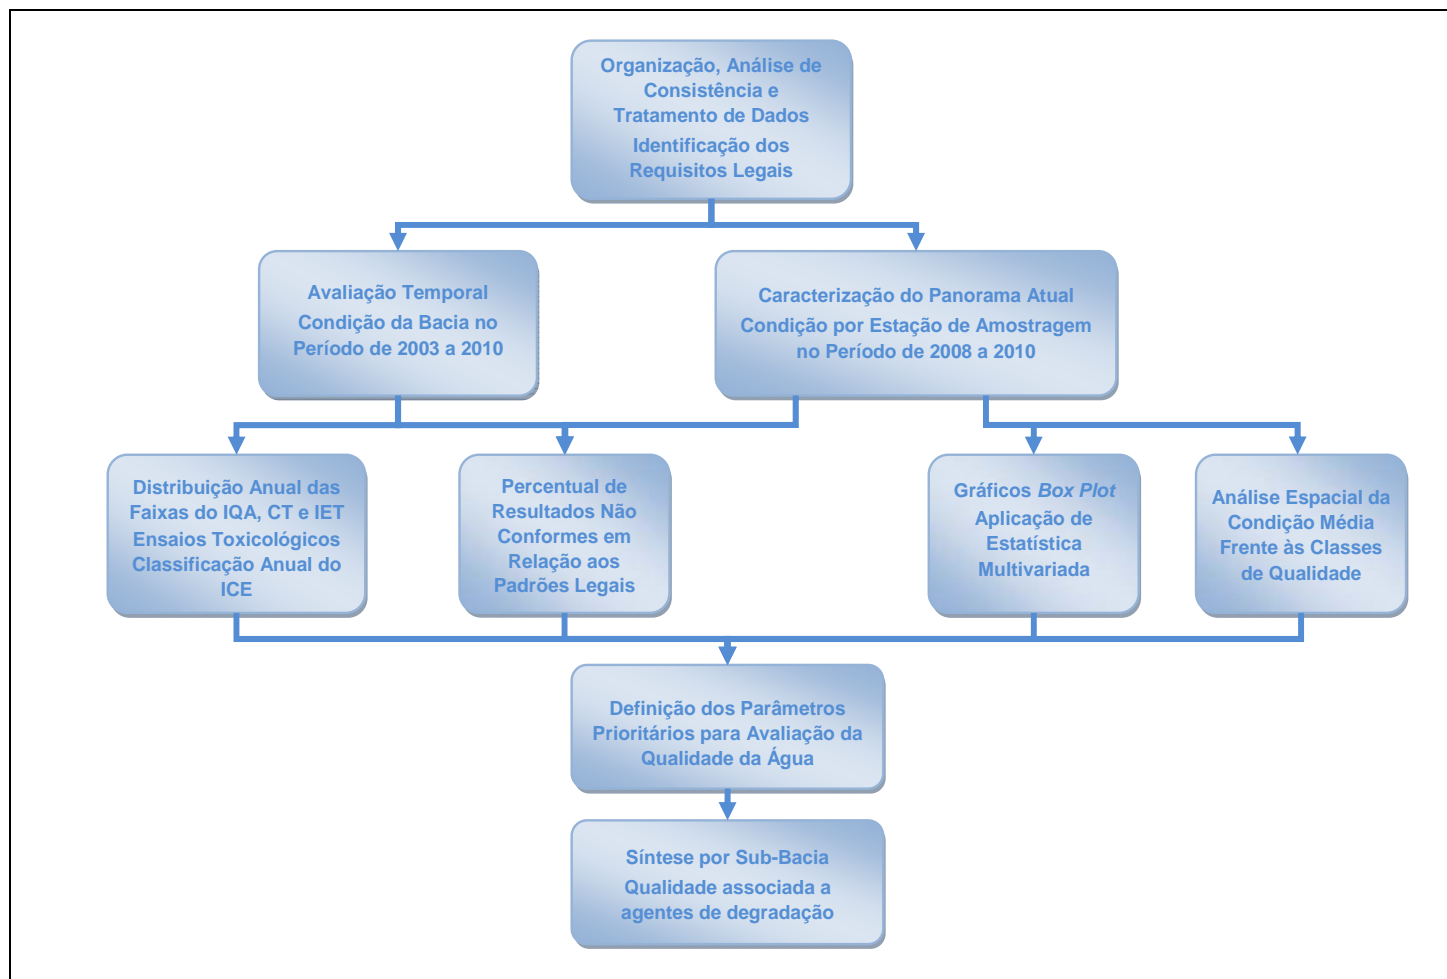 Organização, Análise de
Consistência e
Tratamento de Dados
Identificação dos
Requisitos Legais
Avaliação Temporal
Condição da Bacia no
Período de 2003 a 2010
Caracterização do Panorama Atual
Condição por Estação de Amostragem
no Período de 2008 a 2010
Distribuição Anual das
Faixas do IQA, CT e IET
Ensaios Toxicológicos
Classificação Anual do
ICE
Percentual de
Resultados Não
Conformes em
Relação aos
Padrões Legais
Gráficos Box Plot
Aplicação de
Estatística
Multivariada
Análise Espacial da
Condição Média
Frente às Classes
de Qualidade
Definição dos Parâmetros
Prioritários para Avaliação da
Qualidade da Água
Síntese por Sub-Bacia
Qualidade associada a
agentes de degradação